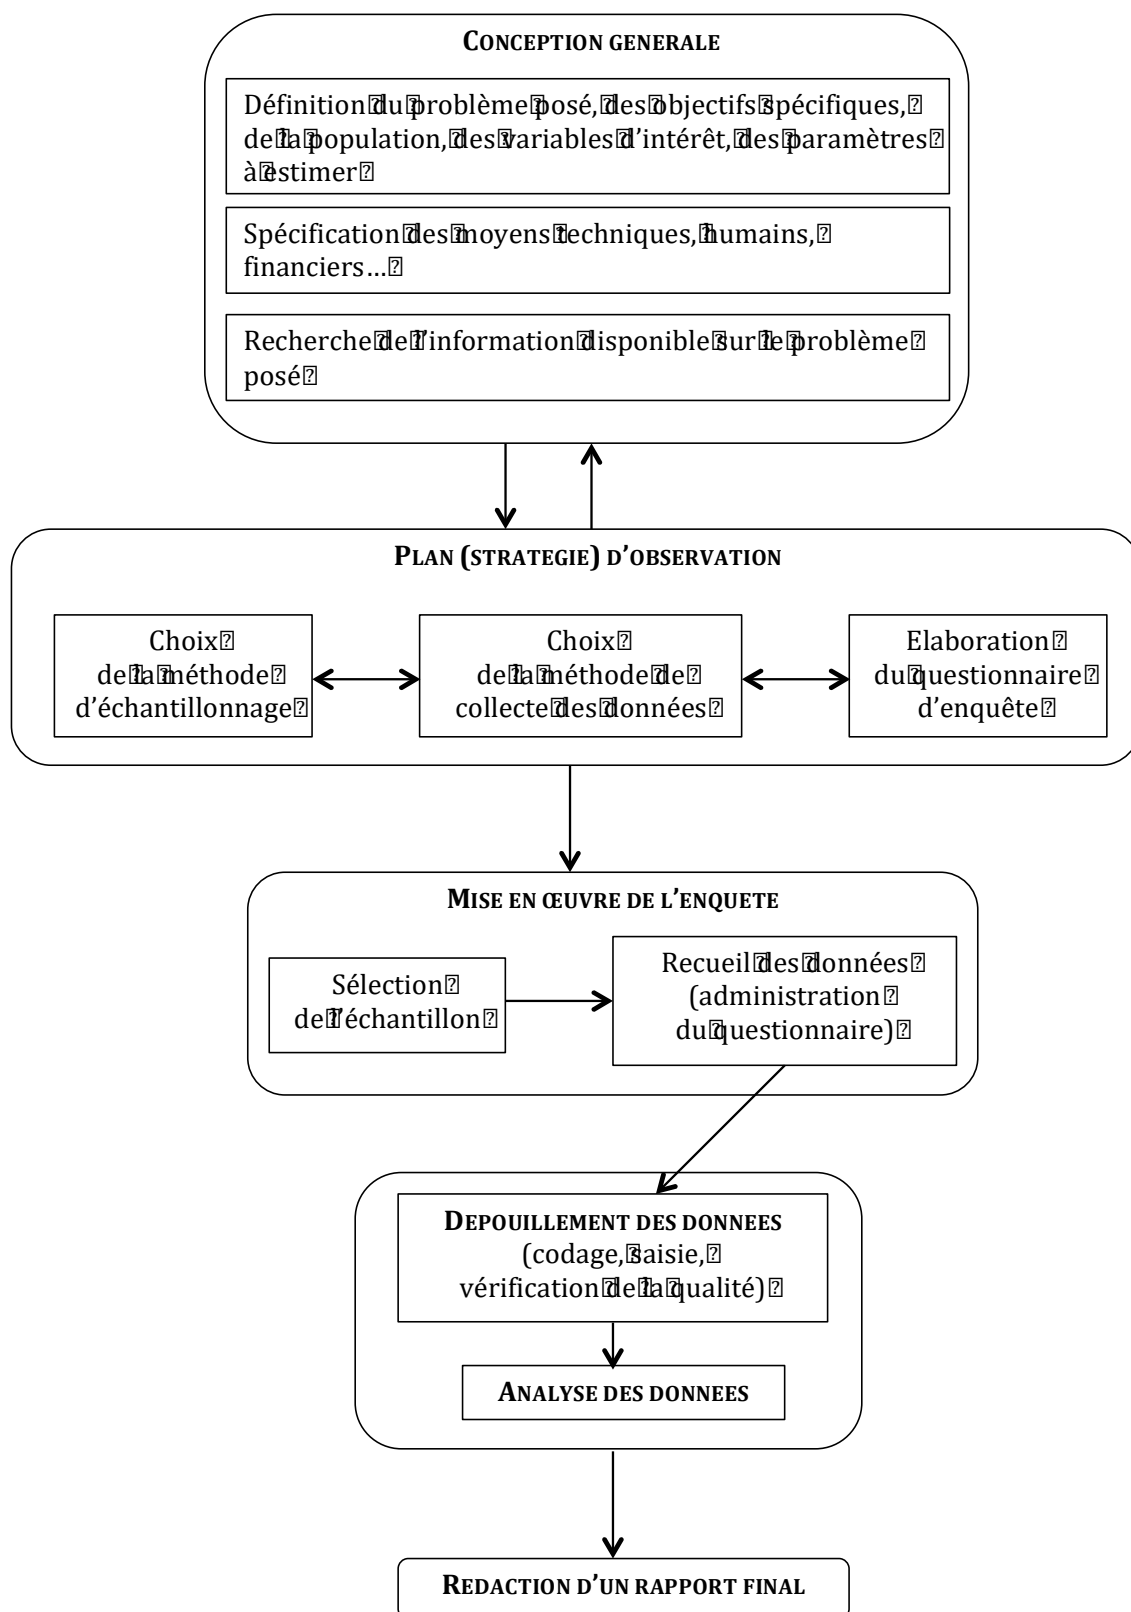 CONCEPTION GENERALE
Définition du problème posé, des objectifs spécifiques,
de la population, des variables d'intérêt, des paramètres
à estimer
Spécification des moyens techniques, humains,
financiers…
Recherche de l'information disponible sur le problème
posé
PLAN (STRATEGIE) D'OBSERVATION
Choix
de la méthode
d'échantillonnage
Choix
de la méthode de
collecte des données
Elaboration
du questionnaire
d'enquête
MISE EN ŒUVRE DE L'ENQUETE
Sélection
de l'échantillon
Recueil des données
(administration
du questionnaire)
DEPOUILLEMENT DES DONNEES
(codage, saisie,
vérification de la qualité)
ANALYSE DES DONNEES
REDACTION D'UN RAPPORT FINAL